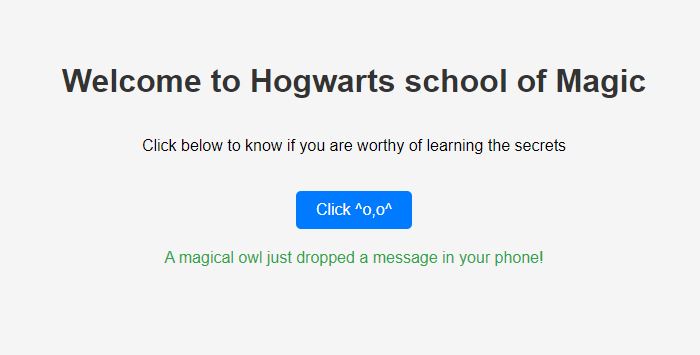 Welcome to Hogwarts school of Magic
Click below to know if you are worthy of learning the secrets
Click ^o,o^
A magical owl just dropped a message in your phone!